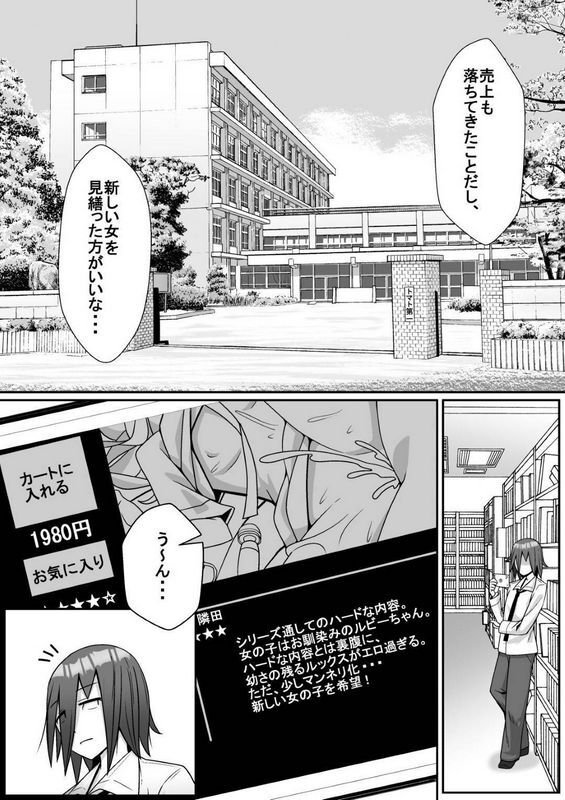 売上も
落ちてきたことだし、
新しい女を
見繕った方がいいな・・・
トマト第二
カートに
入れる
1980円
お気に入り
う～ん・・・
隣田
シリーズ通してのハードな内容。
女の子はお馴染みのルビーちゃん。
ハードな内容とは裏腹に、
幼さの残るルックスがエロ過ぎる。
ただ、少しマンネリ化・・・
新しい女の子を希望！